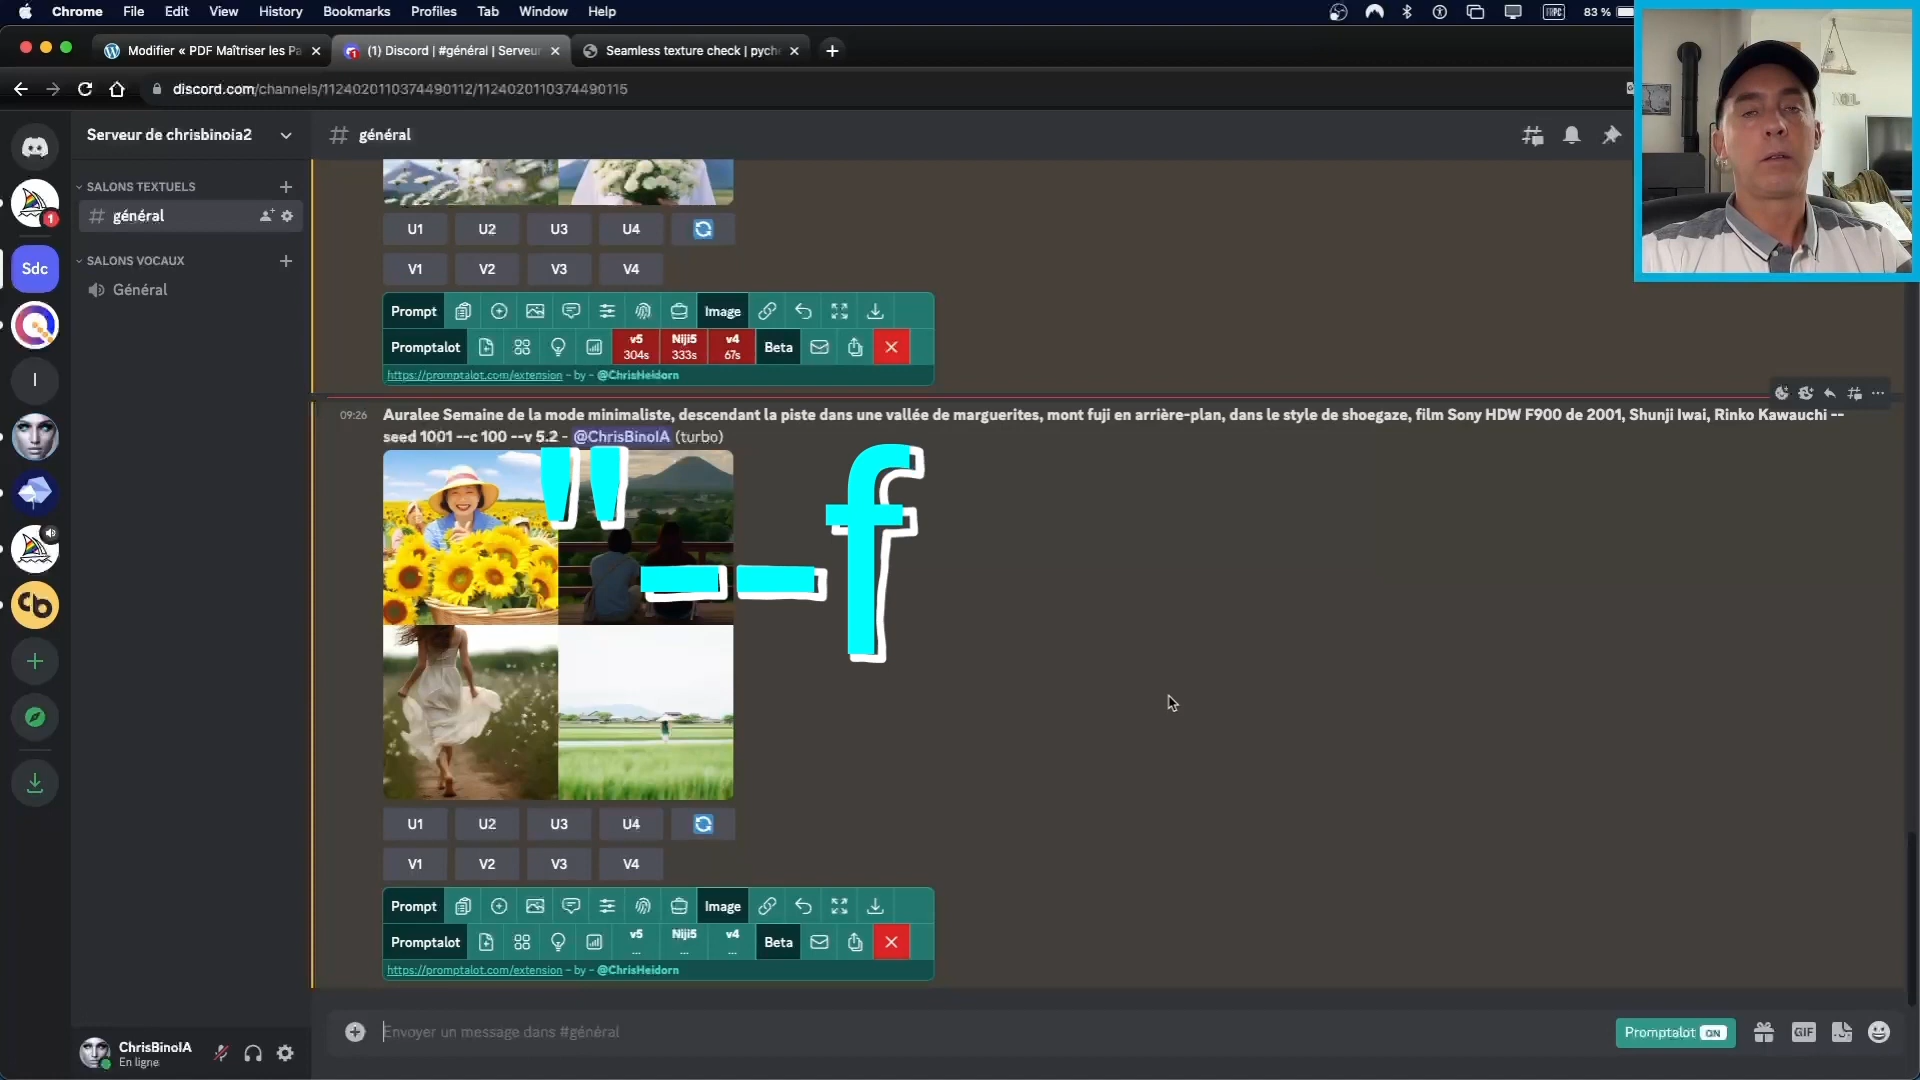 Chrome File Edit View History Bookmarks Profiles Tab Window Help
83 %
Modifier « PDF Maîtriser les Pa
(1) Discord | #général | Serveur
Seamless texture check | pych
discord.com/channels/1124020110374490112/1124020110374490115
Serveur de chrisbinoia2
général
1
SALONS TEXTUELS
général
Sdc
SALONS VOCAUX
Général
I
U1 U2 U3 U4
V1 V2 V3 V4
Prompt Image
Promptalot v5 304s Niji5 333s v4 67s Beta
https://promptalot.com/extension - by - @ChrisHeidorn
09:26 Auralee Semaine de la mode minimaliste, descendant la piste dans une vallée de marguerites, mont fuji en arrière-plan, dans le style de shoegaze, film Sony HDW F900 de 2001, Shunji Iwai, Rinko Kawauchi --
seed 1001 --c 100 --v 5.2 - @ChrisBinoIA (turbo)
"--f
U1 U2 U3 U4
V1 V2 V3 V4
Prompt Image
Promptalot v5 ... Niji5 ... v4 ... Beta
https://promptalot.com/extension - by - @ChrisHeidorn
Envoyer un message dans #général
Promptalot ON
GIF
ChrisBinoIA
En ligne